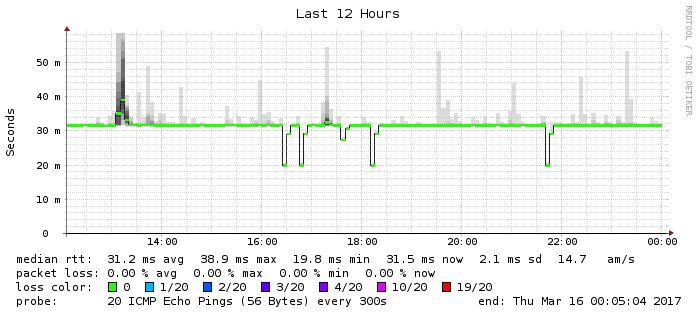 Last 12 Hours
RRDTOOL / TOBI OETIKER
Seconds
50 m
40 m
30 m
20 m
10 m
0
14:00 16:00 18:00 20:00 22:00 00:00
median rtt: 31.2 ms avg 38.9 ms max 19.8 ms min 31.5 ms now 2.1 ms sd 14.7 am/s
packet loss: 0.00 % avg 0.00 % max 0.00 % min 0.00 % now
loss color: 0 1/20 2/20 3/20 4/20 10/20 19/20
probe: 20 ICMP Echo Pings (56 Bytes) every 300s end: Thu Mar 16 00:05:04 2017